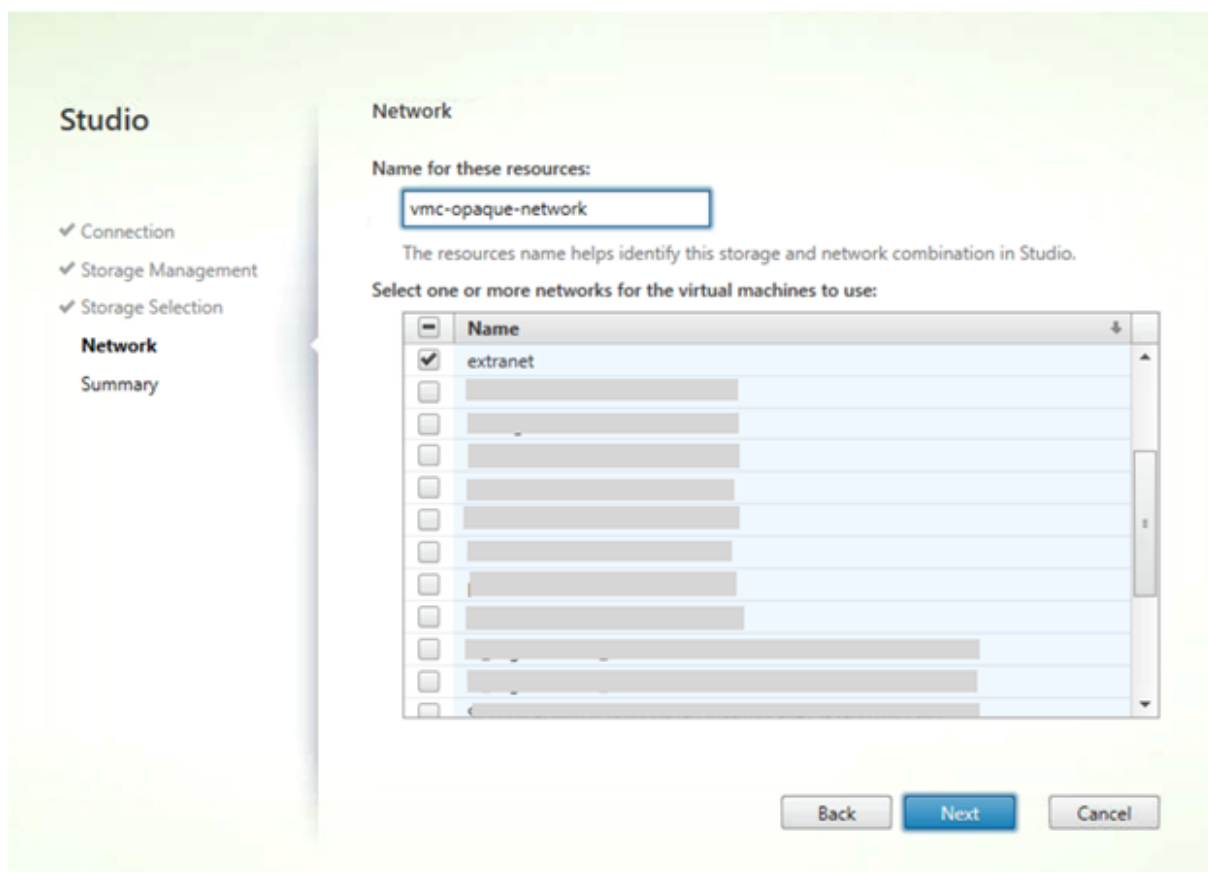 Studio
Connection
Storage Management
Storage Selection
Network
Summary
Network
Name for these resources:
vmc-opaque-network
The resources name helps identify this storage and network combination in Studio.
Select one or more networks for the virtual machines to use:
Name
extranet
Back
Next
Cancel